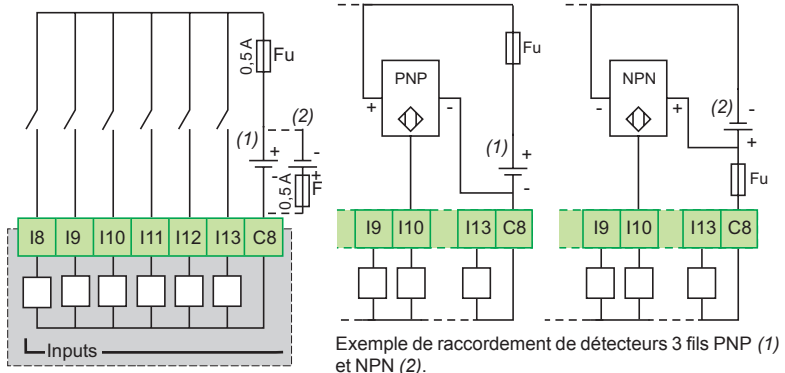 0,5 A
Fu
(1)
+
-
(2)
-
+
0,5 A
F
I8 I9 I10 I11 I12 I13 C8
Inputs
PNP
+
-
Fu
(1)
+
-
I9 I10 I13 C8
NPN
-
+
(2)
-
+
Fu
I9 I10 I13 C8
Exemple de raccordement de détecteurs 3 fils PNP (1)
et NPN (2).